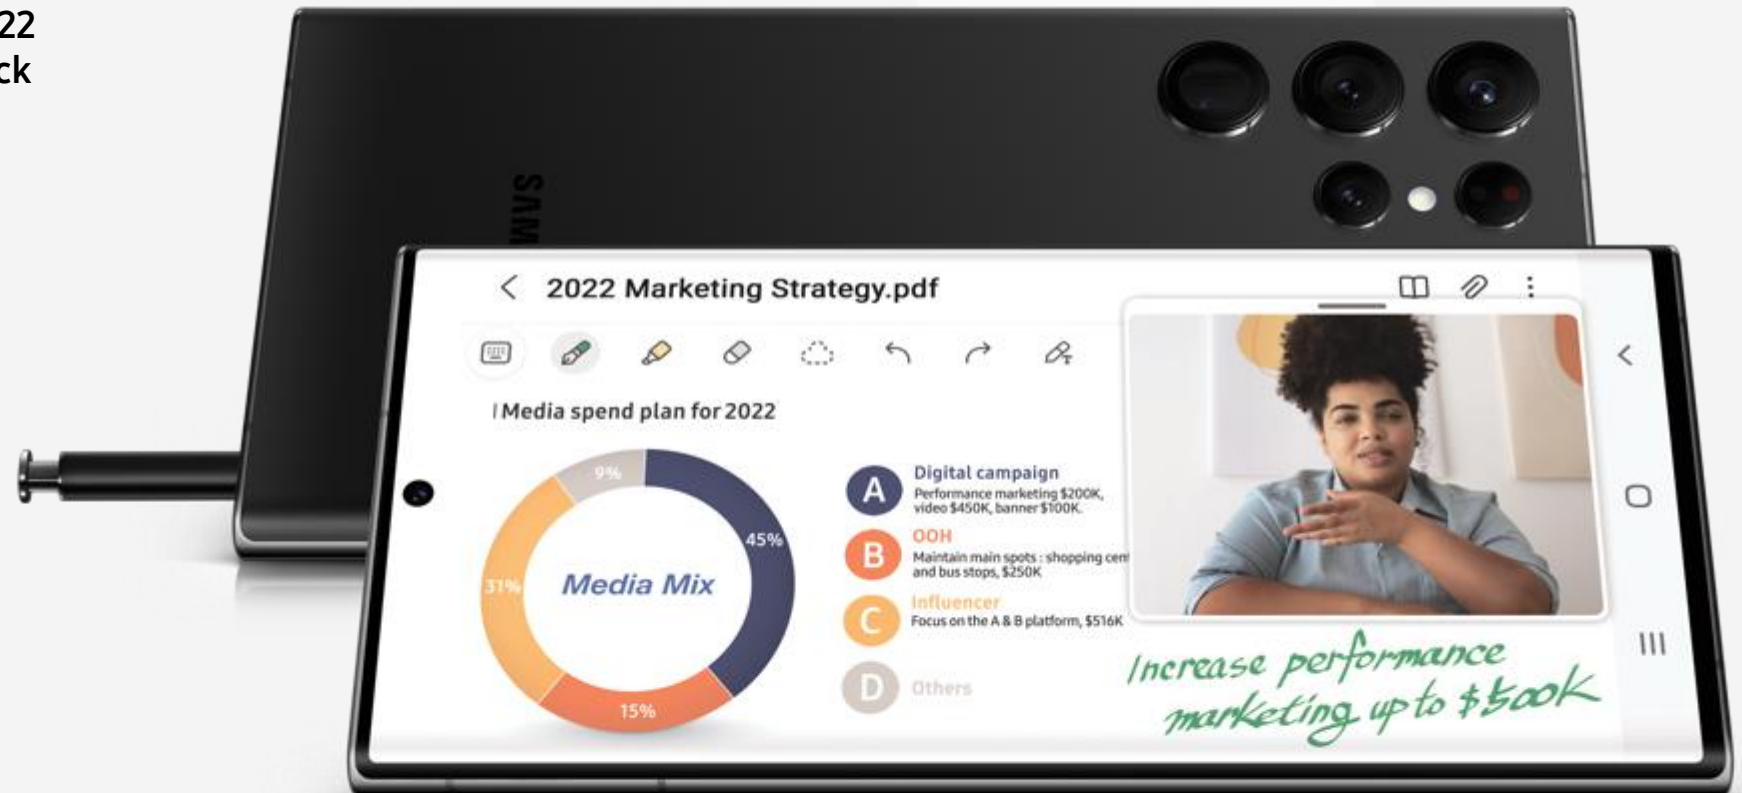 22
ck
SAM
2022 Marketing Strategy.pdf
Media spend plan for 2022
9%
45%
31%
15%
Media Mix
A
Digital campaign
Performance marketing $200K,
video $450K, banner $100K.
B
OOH
Maintain main spots : shopping cen
and bus stops, $250K
C
Influencer
Focus on the A & B platform, $516K
D
Others
Increase performance
marketing up to $500K